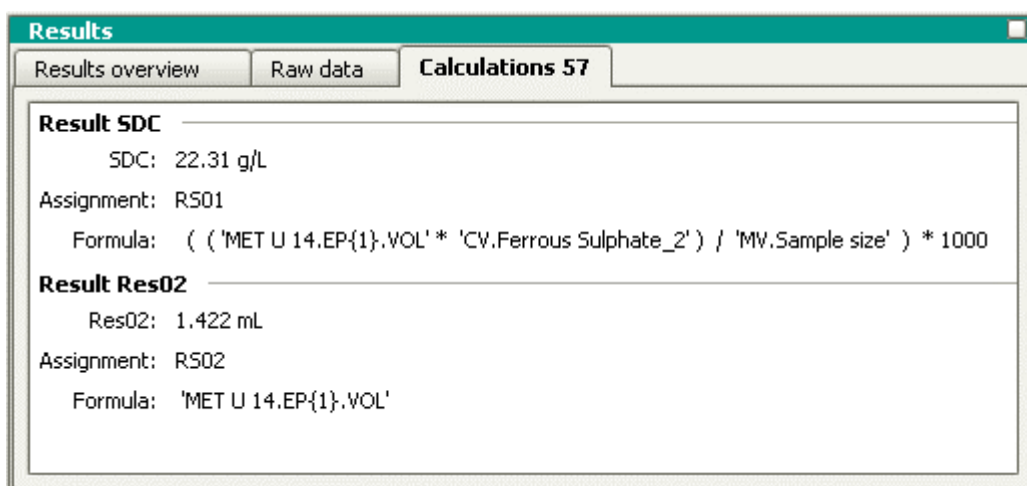 Results
Results overview Raw data Calculations 57
Result SDC
SDC: 22.31 g/L
Assignment: RS01
Formula: ( ( 'MET U 14.EP{1}.VOL' * 'CV.Ferrous Sulphate_2' ) / 'MV.Sample size' ) * 1000
Result Res02
Res02: 1.422 mL
Assignment: RS02
Formula: 'MET U 14.EP{1}.VOL'